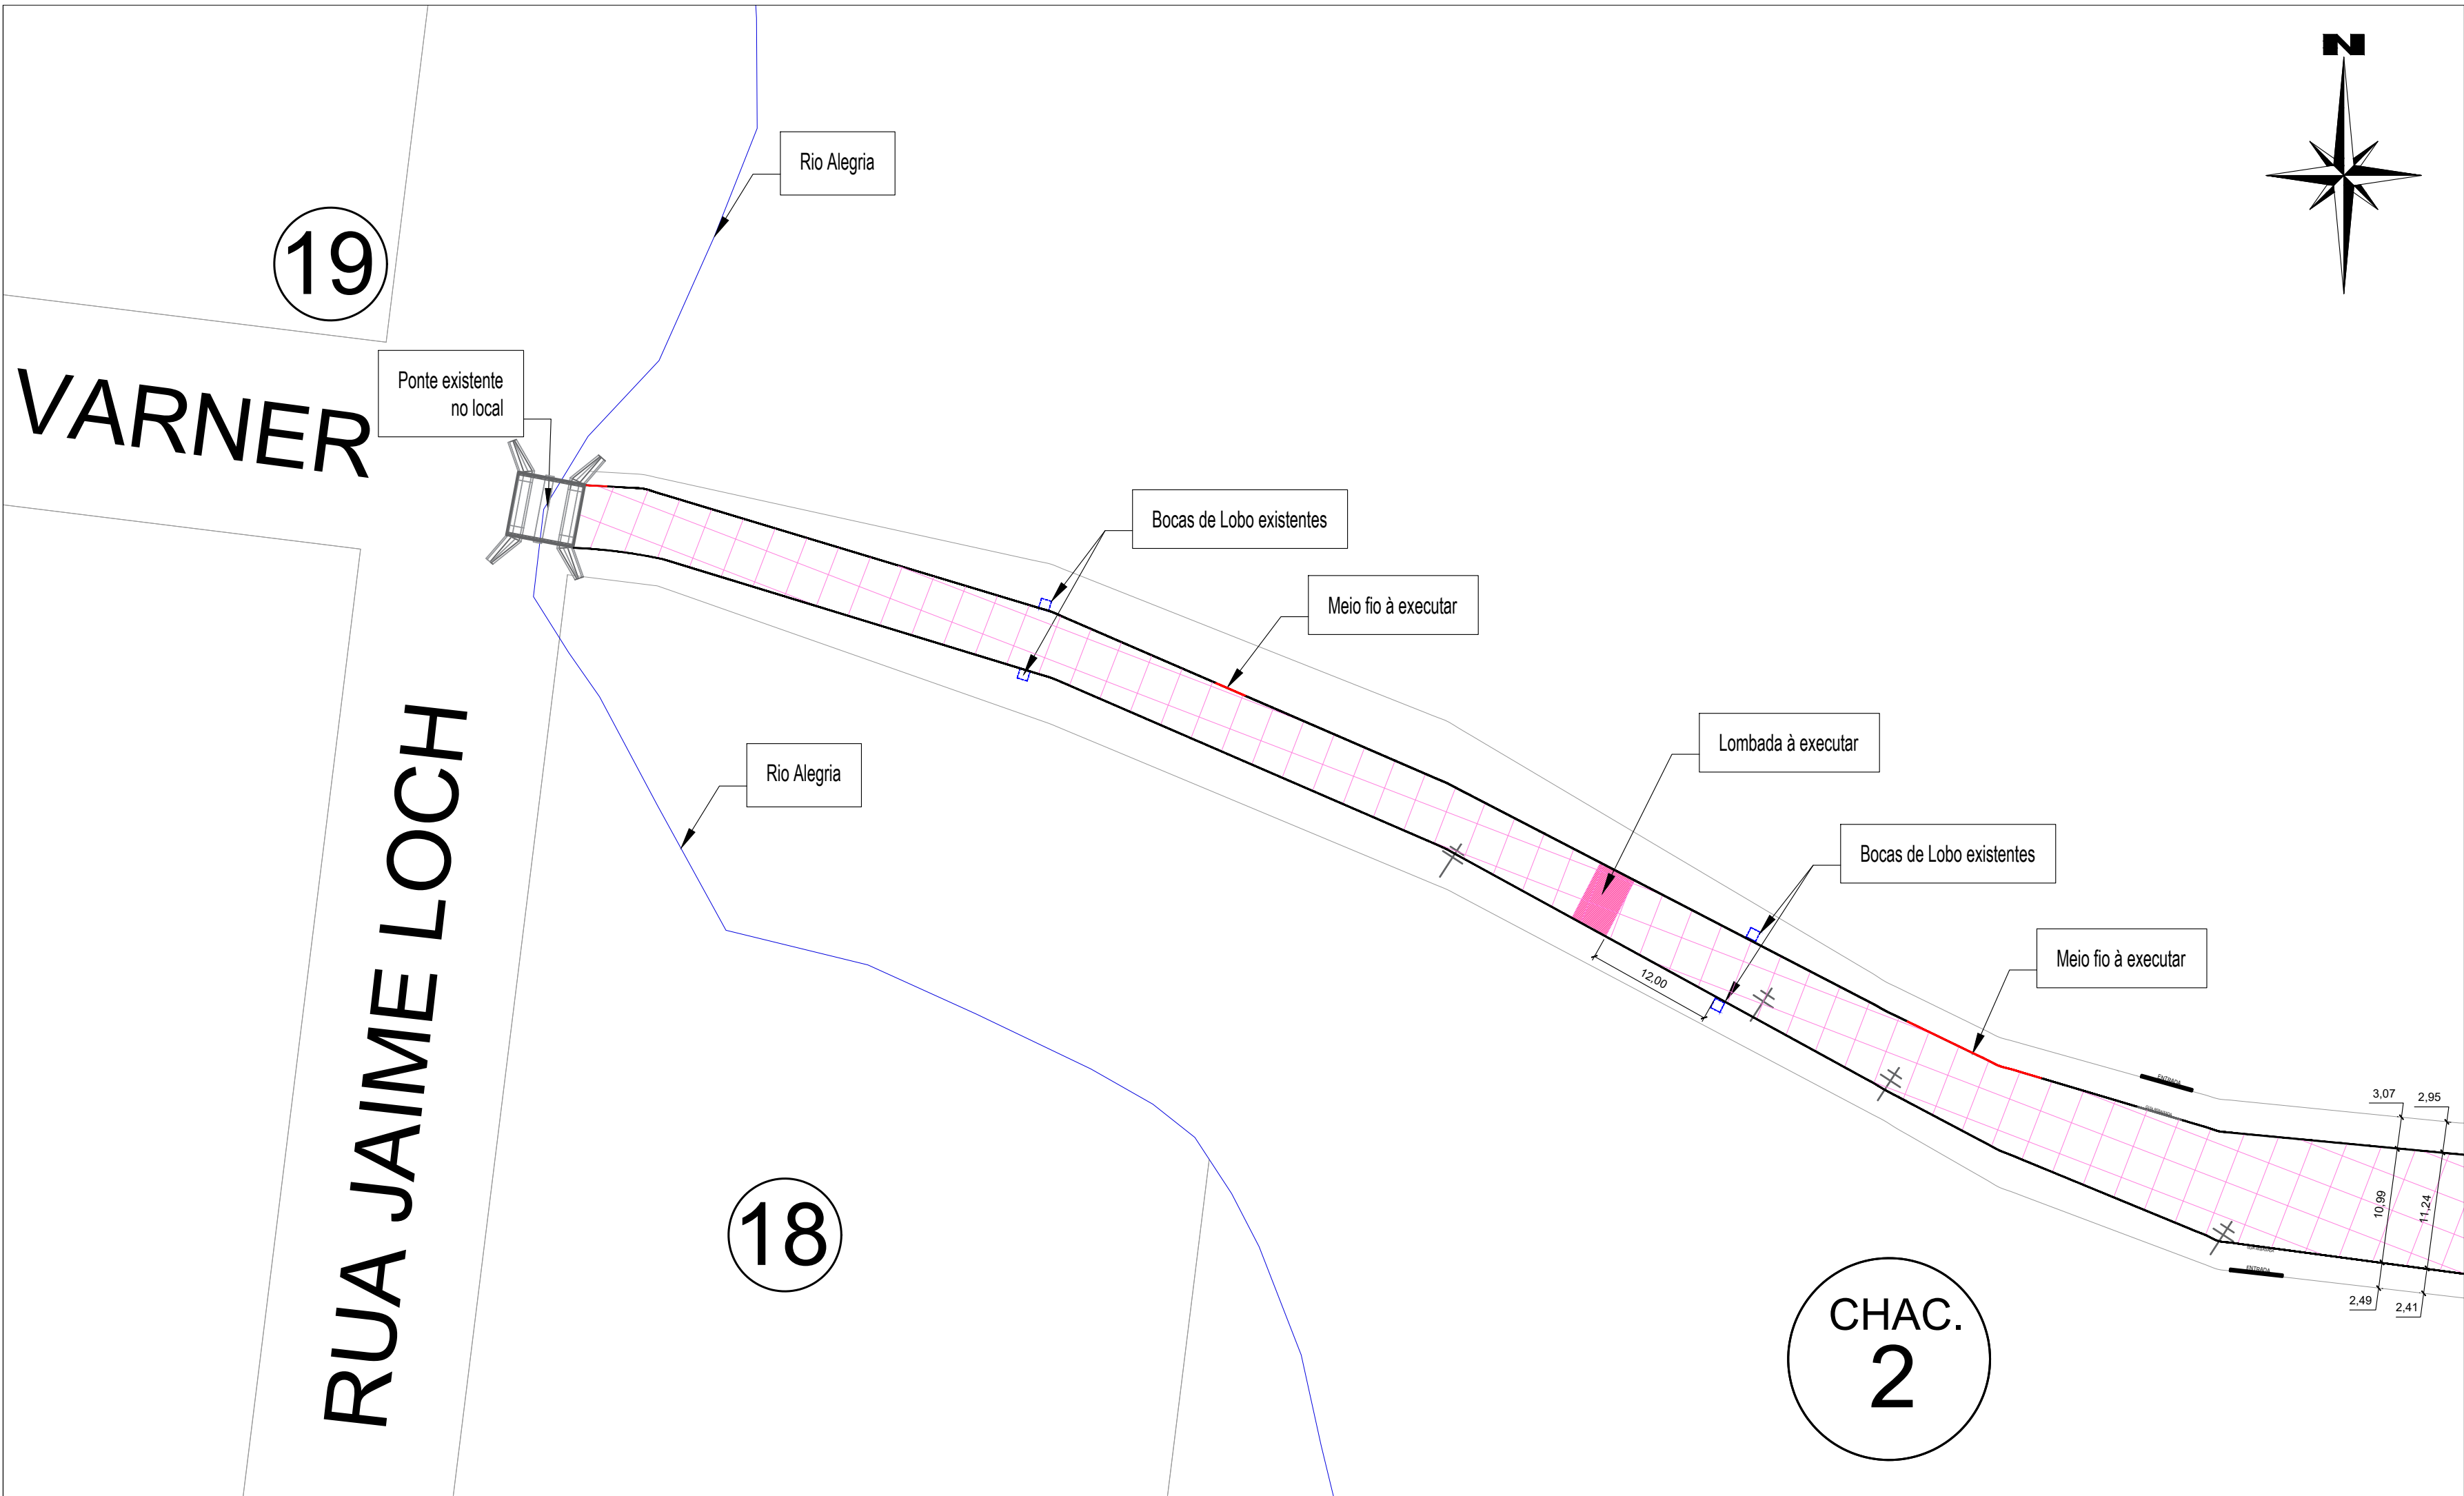 N
Rio Alegria
19
VARNER
Ponte existente
no local
Bocas de Lobo existentes
Meio fio à executar
RUA JAIME LOCH
Rio Alegria
Lombada à executar
Bocas de Lobo existentes
12,00
Meio fio à executar
ENTRADA
3,07
2,95
10,99
11,24
18
ENTRADA
2,49
2,41
CHAC.
2